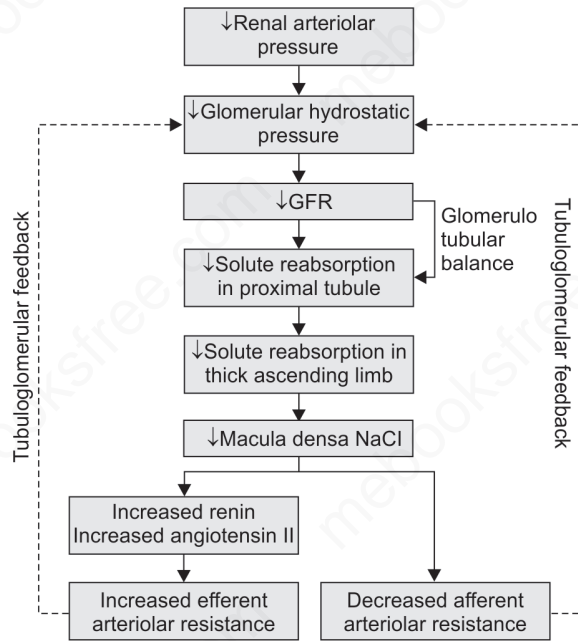 ↓Renal arteriolar
pressure
↓Glomerular hydrostatic
pressure
↓GFR
Glomerulo
tubular
balance
↓Solute reabsorption
in proximal tubule
↓Solute reabsorption in
thick ascending limb
↓Macula densa NaCl
Increased renin
Increased angiotensin II
Increased efferent
arteriolar resistance
Decreased afferent
arteriolar resistance
Tubuloglomerular feedback
Tubuloglomerular feedback
mebooksfree.com